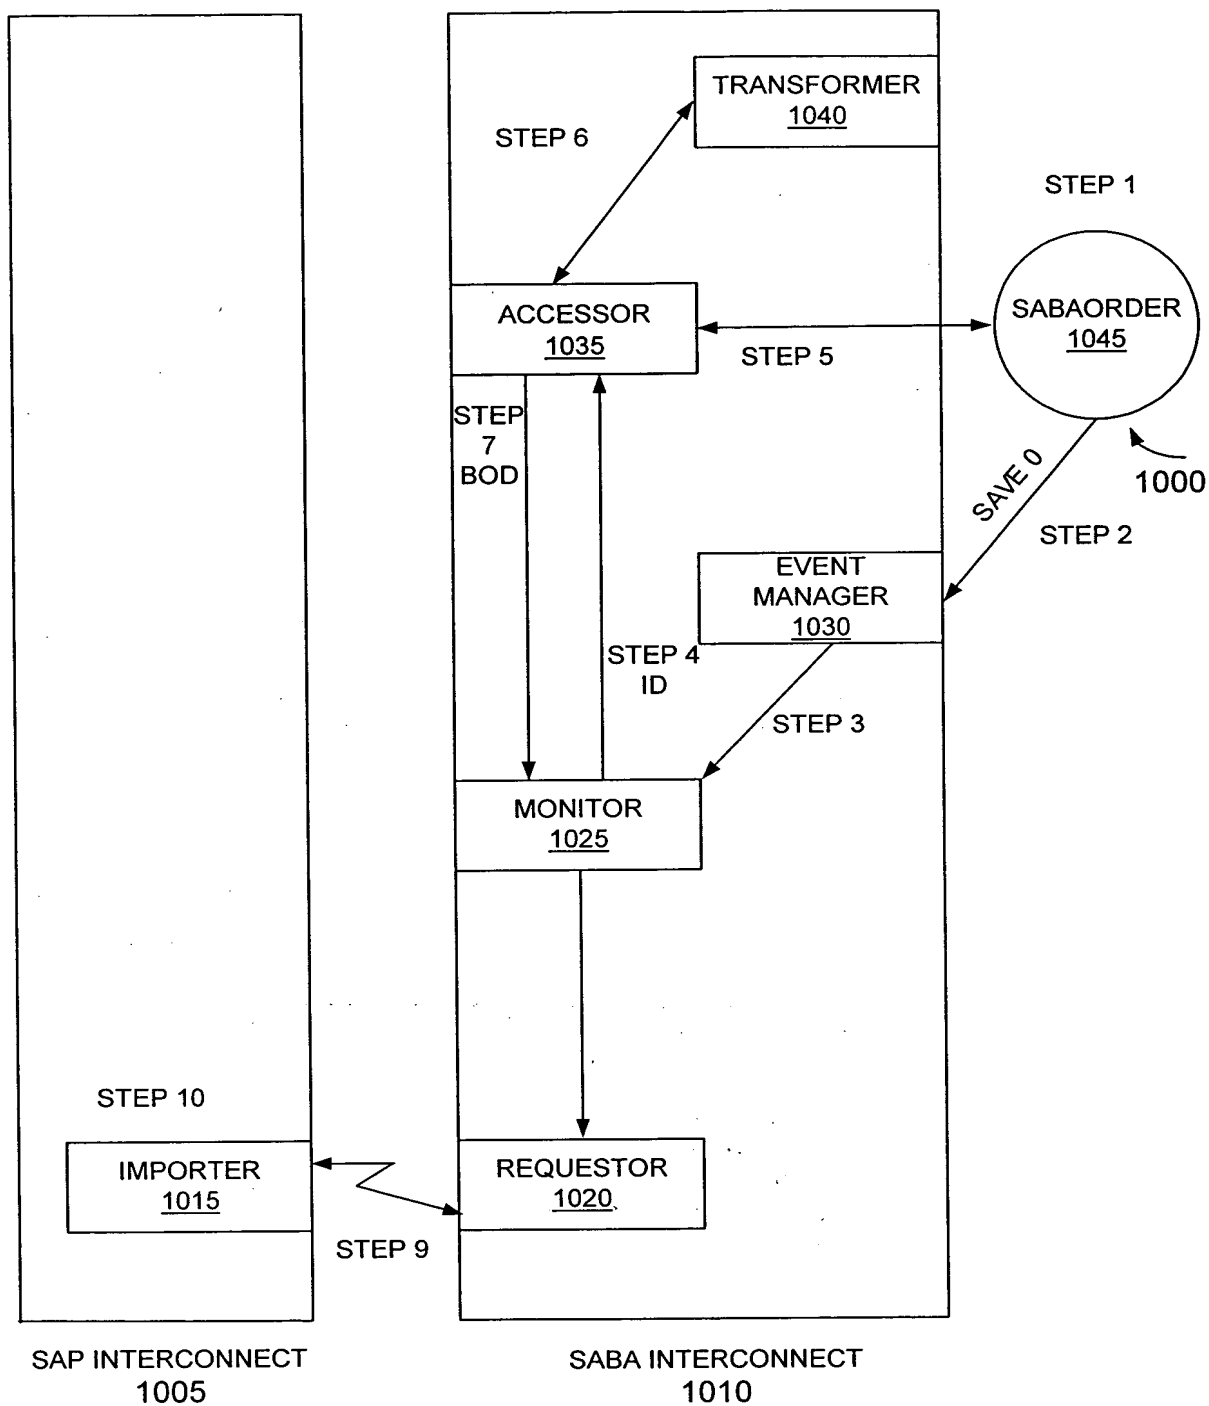 TRANSFORMER
1040
STEP 6
STEP 1
ACCESSOR
1035
SABAORDER
1045
STEP 5
STEP
7
BOD
SAVE 0
1000
STEP 2
EVENT
MANAGER
1030
STEP 4
ID
STEP 3
MONITOR
1025
STEP 10
IMPORTER
1015
REQUESTOR
1020
STEP 9
SAP INTERCONNECT
1005
SABA INTERCONNECT
1010